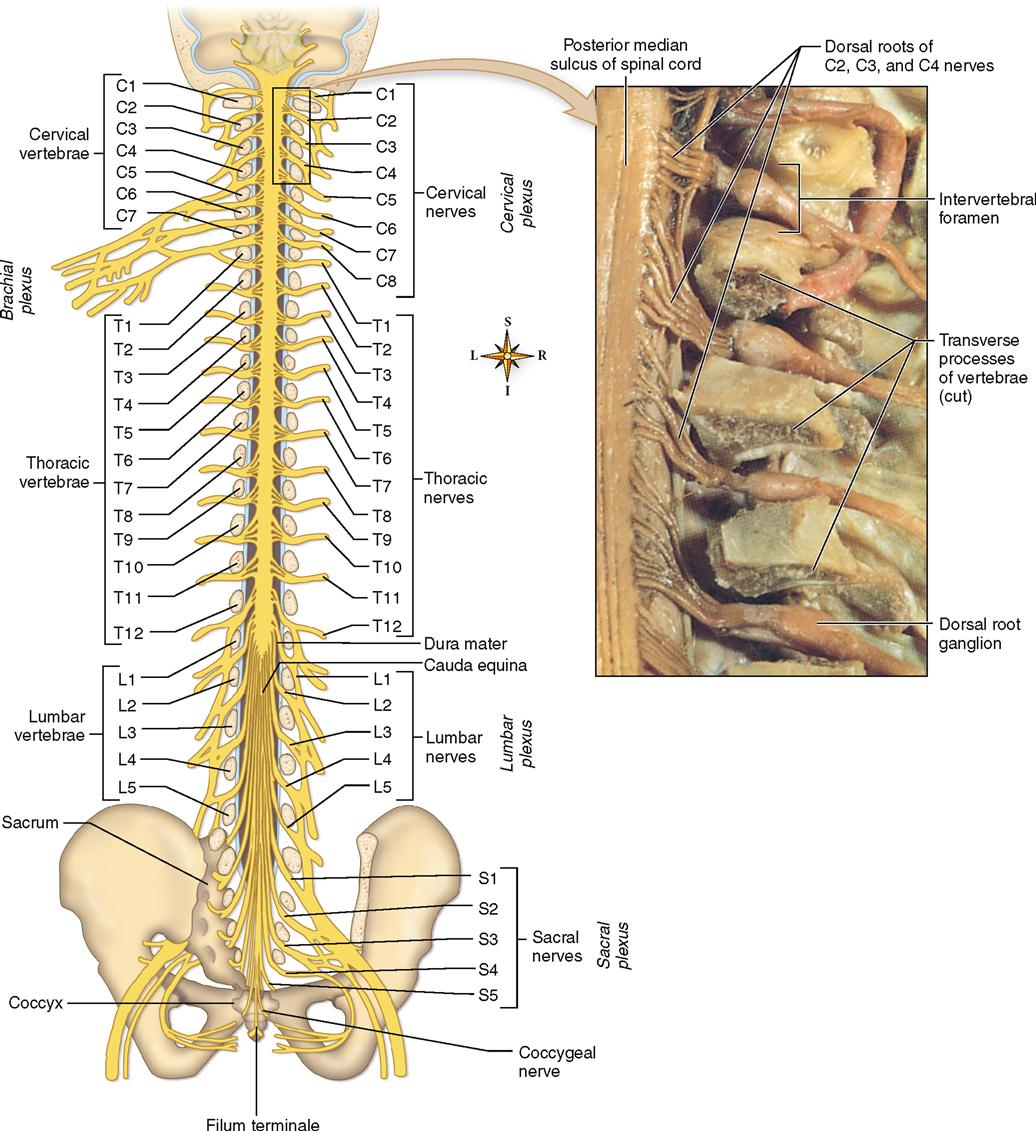 Cervical
vertebrae
C1
C2
C3
C4
C5
C6
C7
Brachial
plexus
C1
C2
C3
C4
C5
C6
C7
C8
Cervical
nerves
Cervical
plexus
Thoracic
vertebrae
T1
T2
T3
T4
T5
T6
T7
T8
T9
T10
T11
T12
T1
T2
T3
T4
T5
T6
T7
T8
T9
T10
T11
T12
Thoracic
nerves
S
L
R
I
Dura mater
Cauda equina
Lumbar
vertebrae
L1
L2
L3
L4
L5
L1
L2
L3
L4
L5
Lumbar
nerves
Lumbar
plexus
Sacrum
S1
S2
S3
S4
S5
Sacral
nerves
Sacral
plexus
Coccyx
Coccygeal
nerve
Filum terminale
Posterior median
sulcus of spinal cord
Dorsal roots of
C2, C3, and C4 nerves
Intervertebral
foramen
Transverse
processes
of vertebrae
(cut)
Dorsal root
ganglion